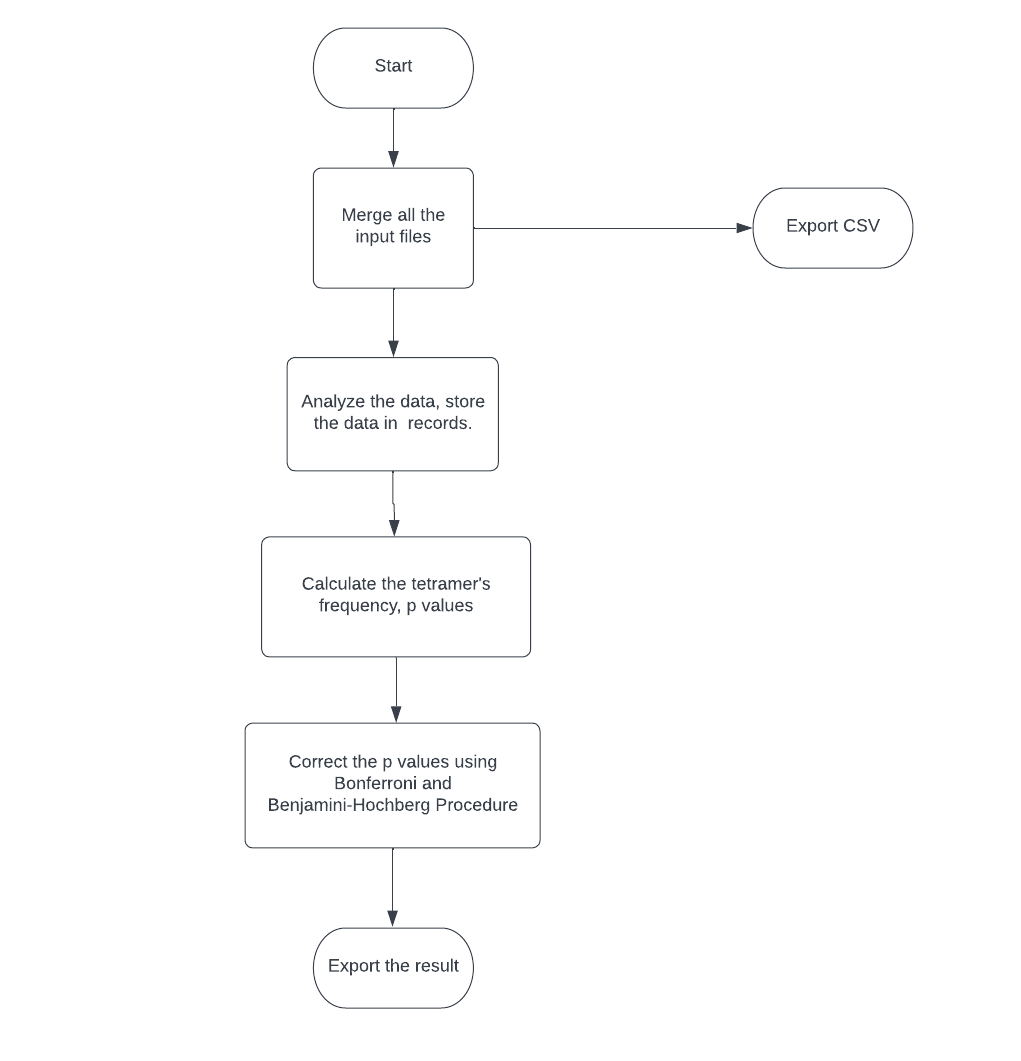 Start
Merge all the
input files
Export CSV
Analyze the data, store
the data in  records.
Calculate the tetramer's
frequency, p values
Correct the p values using
Bonferroni and
Benjamini-Hochberg Procedure
Export the result